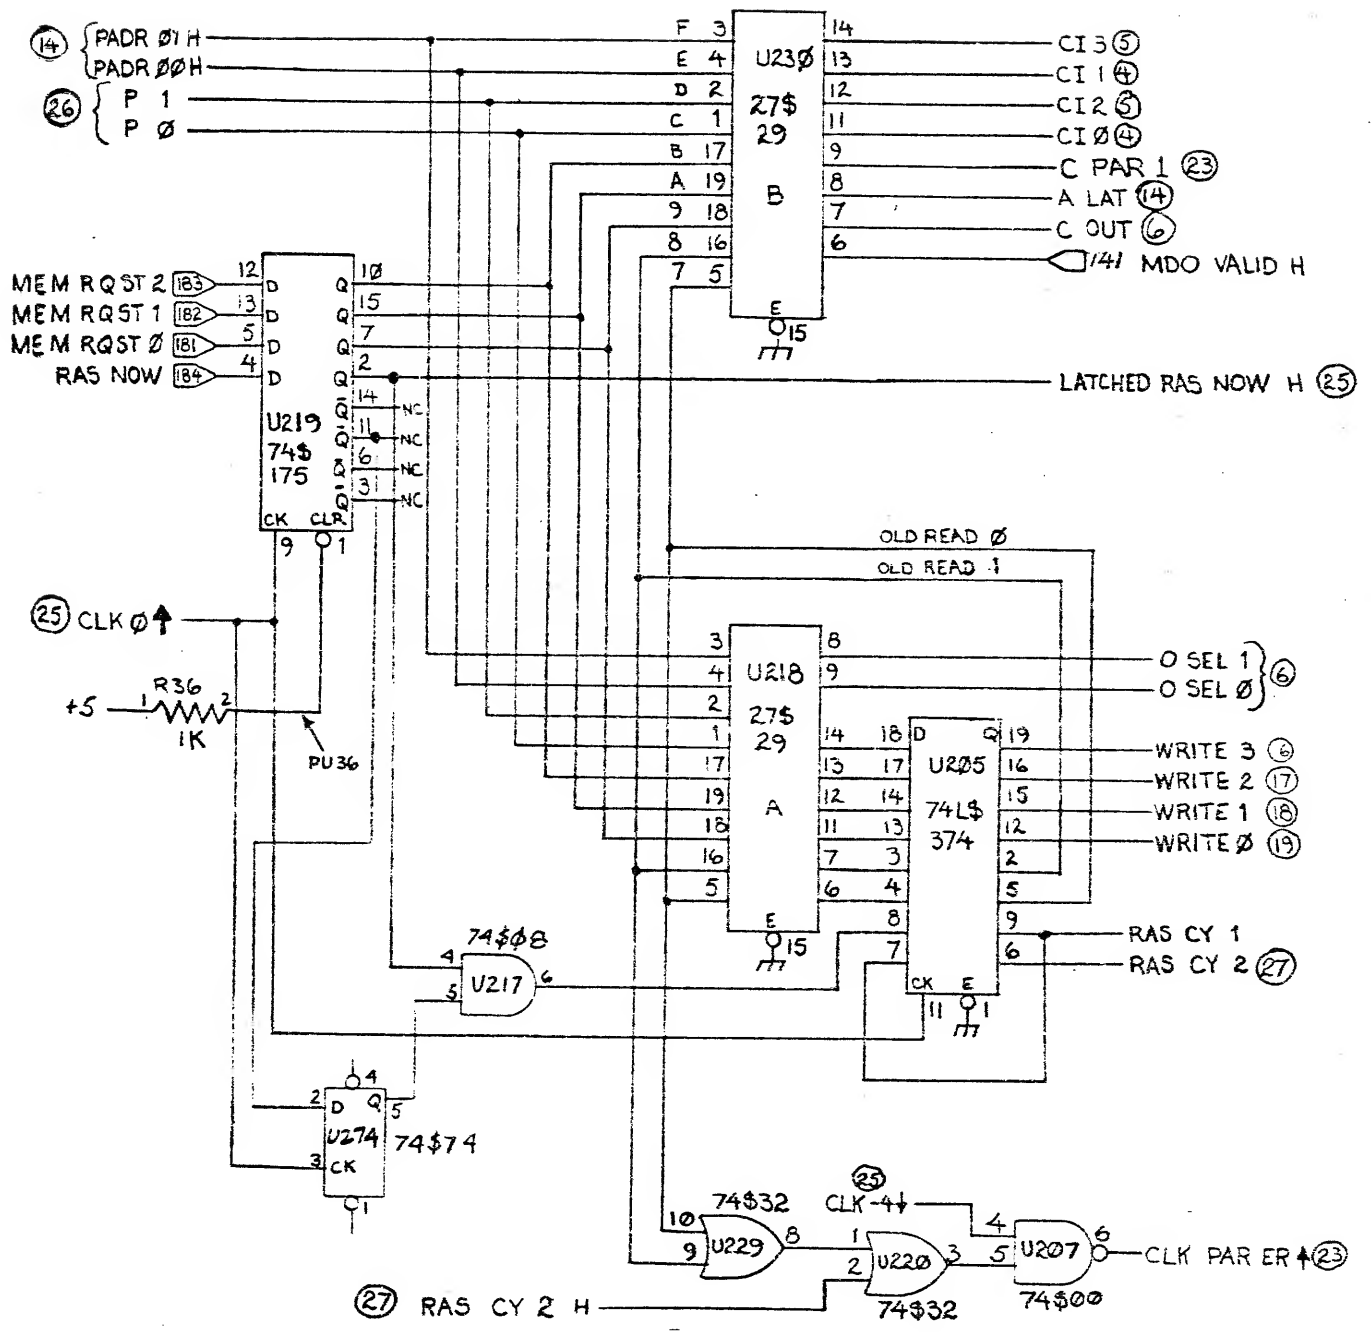 14 { PADR Ø1 H F 3 14 CI 3 5
PADR ØØ H E 4 U23Ø 13 CI 1 4
26 { P 1 D 2 27$ 12 CI 2 5
P Ø C 1 29 11 CI Ø 4
B 17 9 C PAR 1 23
A 19 B 8 A LAT 14
9 18 7 C OUT 6
8 16 6 141 MDO VALID H
7 5
E
15
MEM RQST 2 183 12 D Q 10
MEM RQST 1 182 13 D Q 15
MEM RQST Ø 181 5 D Q 7
RAS NOW 184 4 D Q 2 LATCHED RAS NOW H 25
Q̅ 14 NC
U219 Q̅ 11 NC
74$ Q̅ 6 NC
175 Q̅ 3 NC
CK CLR
9 1
OLD READ Ø
OLD READ 1
25 CLK Ø ↑
+5 1 R36 2
1K
PU36
3 8 O SEL 1 } 6
4 U218 9 O SEL Ø
2 27$
1 29 14 18 D Q 19 WRITE 3 6
17 13 17 U205 16 WRITE 2 17
19 A 12 14 74L$ 15 WRITE 1 18
18 11 13 374 12 WRITE Ø 19
16 7 3 2
5 6 4 5
E 8 9 RAS CY 1
15 7 6 RAS CY 2 27
CK E
11 1
74$Ø8
4 U217 6
5
4
2 D Q 5
U274 74$74
3 CK
1
74$32
10 U229 8
9
25
CLK -4↓
1 U22Ø 3
2
74$32
4 U207 6 CLK PAR ER ↑ 23
5
74$ØØ
27 RAS CY 2 H